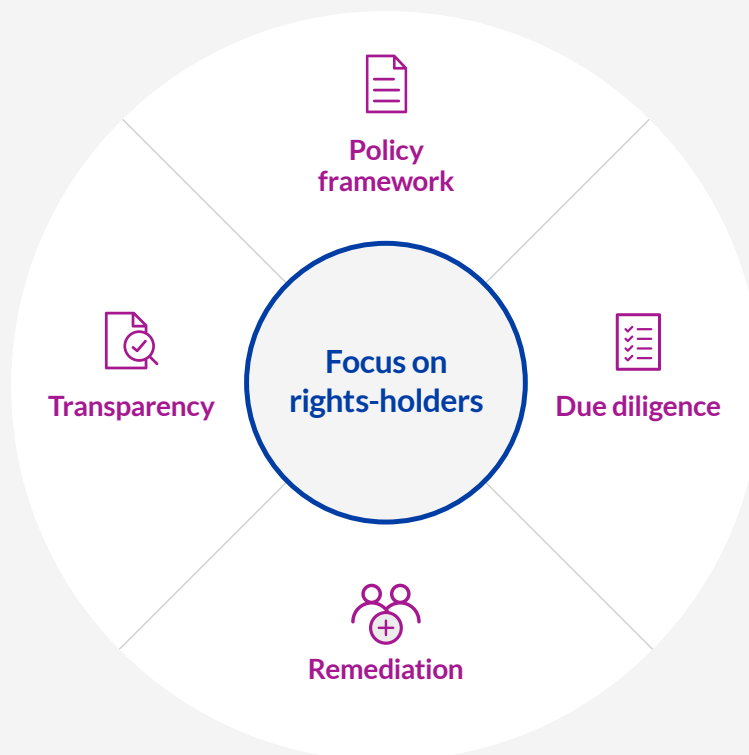 Policy
framework
Transparency
Focus on
rights-holders
Due diligence
Remediation